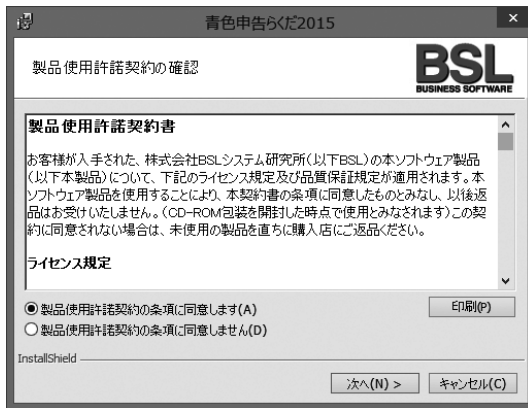 青色申告らくだ2015
製品使用許諾契約の確認
BSL
BUSINESS SOFTWARE
製品使用許諾契約書
お客様が入手された、株式会社BSLシステム研究所(以下BSL)の本ソフトウェア製品
(以下本製品)について、下記のライセンス規定及び品質保証規定が適用されます。本
ソフトウェア製品を使用することにより、本契約書の条項に同意したものとみなし、以後返
品はお受けいたしません。(CD-ROM包装を開封した時点で使用とみなされます)この契
約に同意されない場合は、未使用の製品を直ちに購入店にご返品ください。
ライセンス規定
製品使用許諾契約の条項に同意します(A)
印刷(P)
製品使用許諾契約の条項に同意しません(D)
InstallShield
次へ(N) >
キャンセル(C)